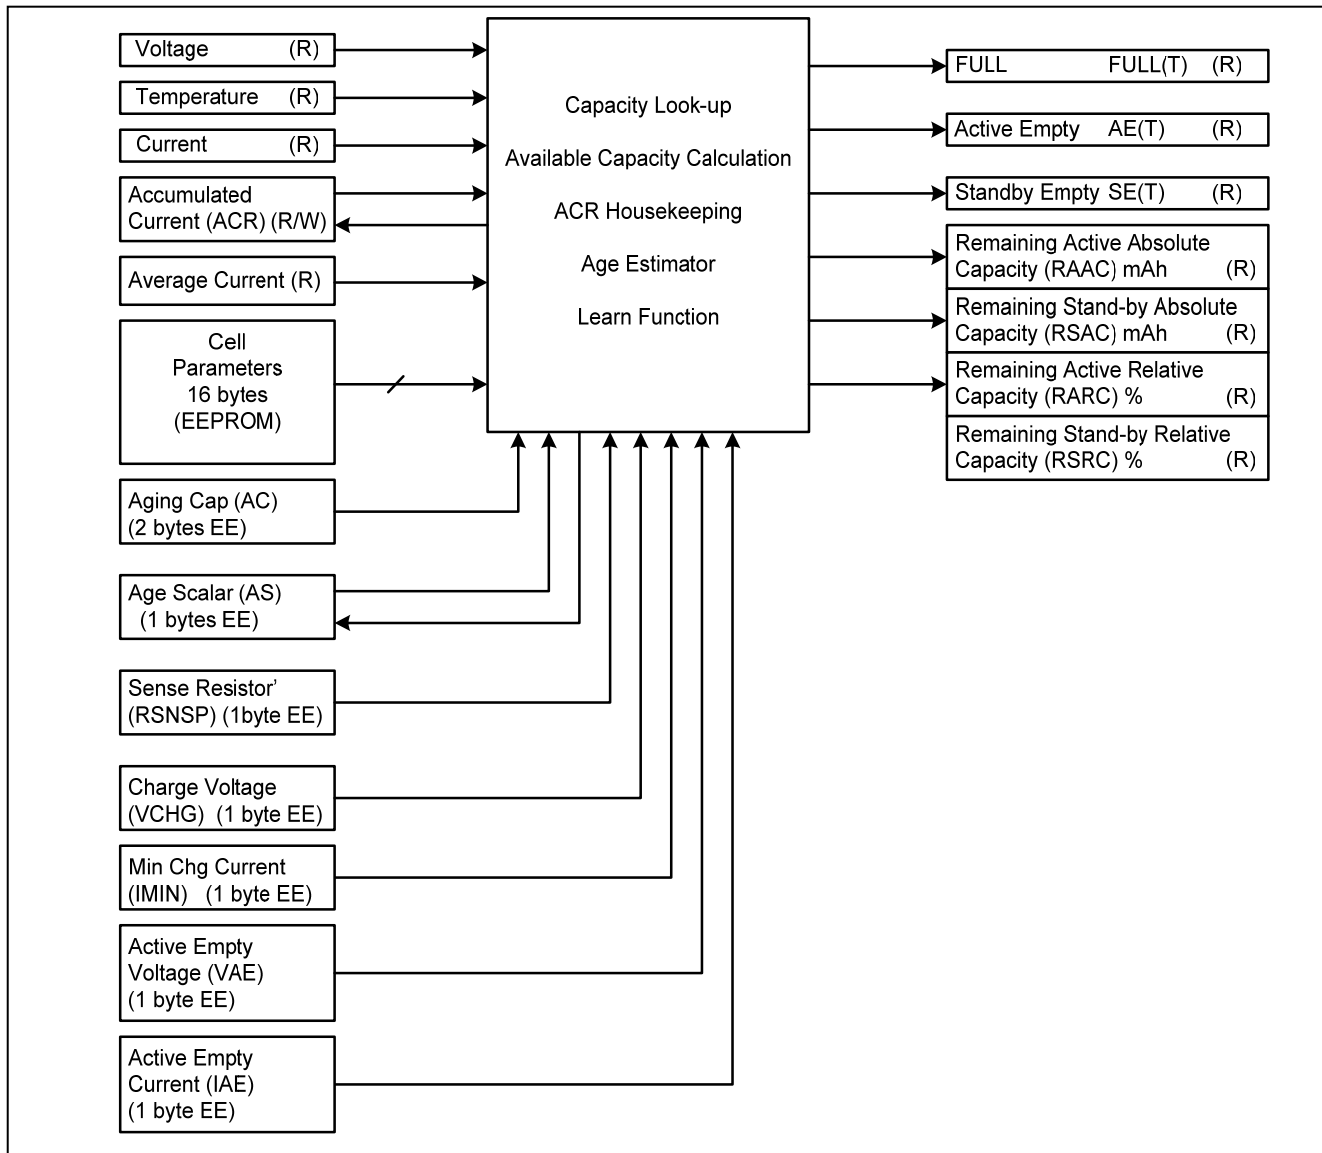 Voltage (R)
Temperature (R)
Current (R)
Accumulated
Current (ACR) (R/W)
Average Current (R)
Cell
Parameters
16 bytes
(EEPROM)
Aging Cap (AC)
(2 bytes EE)
Age Scalar (AS)
(1 bytes EE)
Sense Resistor'
(RSNSP) (1byte EE)
Charge Voltage
(VCHG) (1 byte EE)
Min Chg Current
(IMIN) (1 byte EE)
Active Empty
Voltage (VAE)
(1 byte EE)
Active Empty
Current (IAE)
(1 byte EE)
Capacity Look-up
Available Capacity Calculation
ACR Housekeeping
Age Estimator
Learn Function
FULL FULL(T) (R)
Active Empty AE(T) (R)
Standby Empty SE(T) (R)
Remaining Active Absolute
Capacity (RAAC) mAh (R)
Remaining Stand-by Absolute
Capacity (RSAC) mAh (R)
Remaining Active Relative
Capacity (RARC) % (R)
Remaining Stand-by Relative
Capacity (RSRC) % (R)